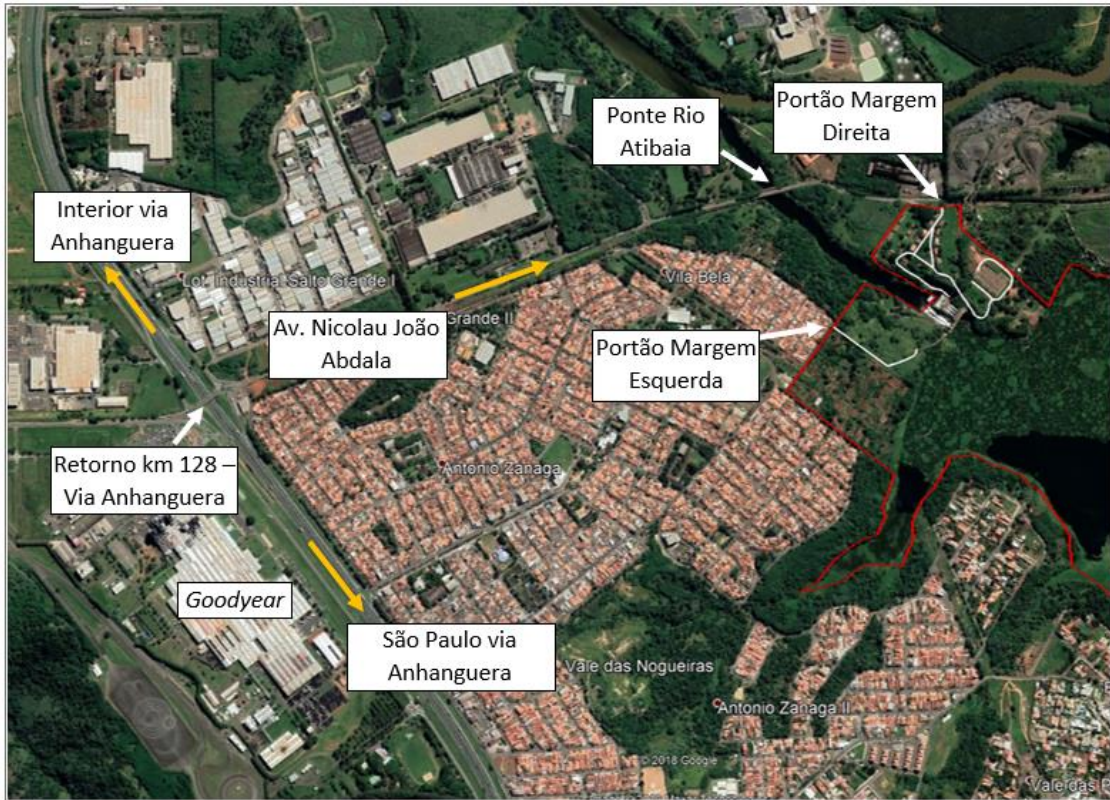 Ponte Rio
Atibaia
Portão Margem
Direita
Interior via
Anhanguera
Lot. Industrial Salto Grande I
Vila Bela
Av. Nicolau João
Abdala
Grande II
Portão Margem
Esquerda
Retorno km 128 –
Via Anhanguera
Antonio Zanaga
Goodyear
São Paulo via
Anhanguera
Vale das Nogueiras
Antonio Zanaga II
© 2018 Google
Vale das